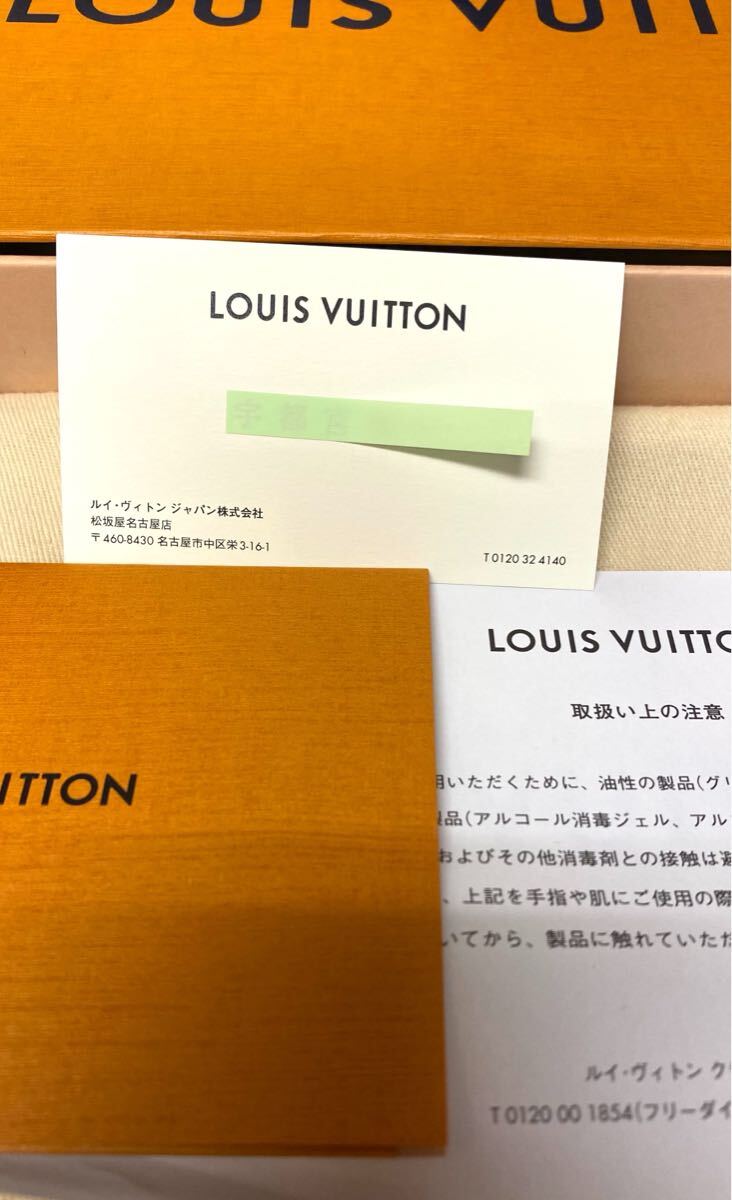 LOUIS VUIT
LOUIS VUITTON
宇都宮
ルイ・ヴィトン ジャパン株式会社
松坂屋名古屋店
〒460-8430 名古屋市中区栄3-16-1
T 0120 32 4140
LOUIS VUITTO
取扱い上の注意
用いただくために、油性の製品(グリ
製品(アルコール消毒ジェル、アル
およびその他消毒剤との接触は避
、上記を手指や肌にご使用の際
いてから、製品に触れていただ
ルイ・ヴィトン ク
T 0120 00 1854(フリーダイ
UITTON